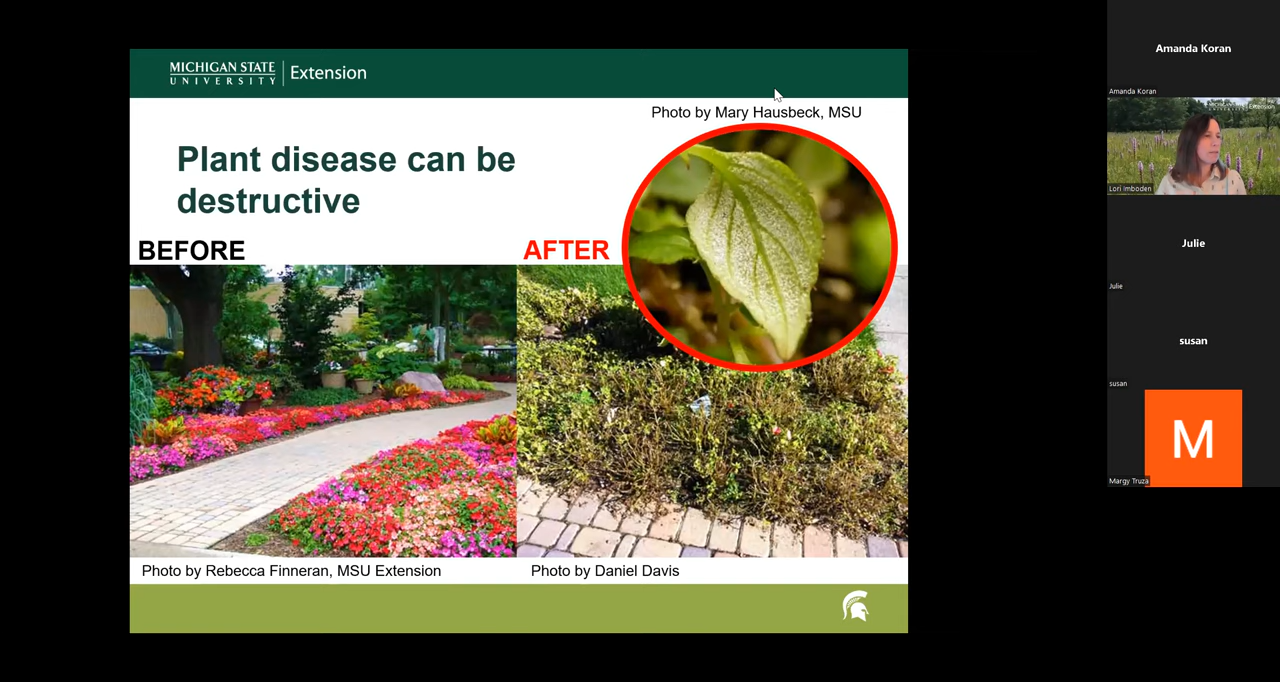 MICHIGAN STATE
UNIVERSITY
Extension
Photo by Mary Hausbeck, MSU
Plant disease can be
destructive
BEFORE
AFTER
Photo by Rebecca Finneran, MSU Extension
Photo by Daniel Davis
Amanda Koran
Amanda Koran
Extension
Lori Imboden
Julie
Julie
susan
susan
M
Margy Truza